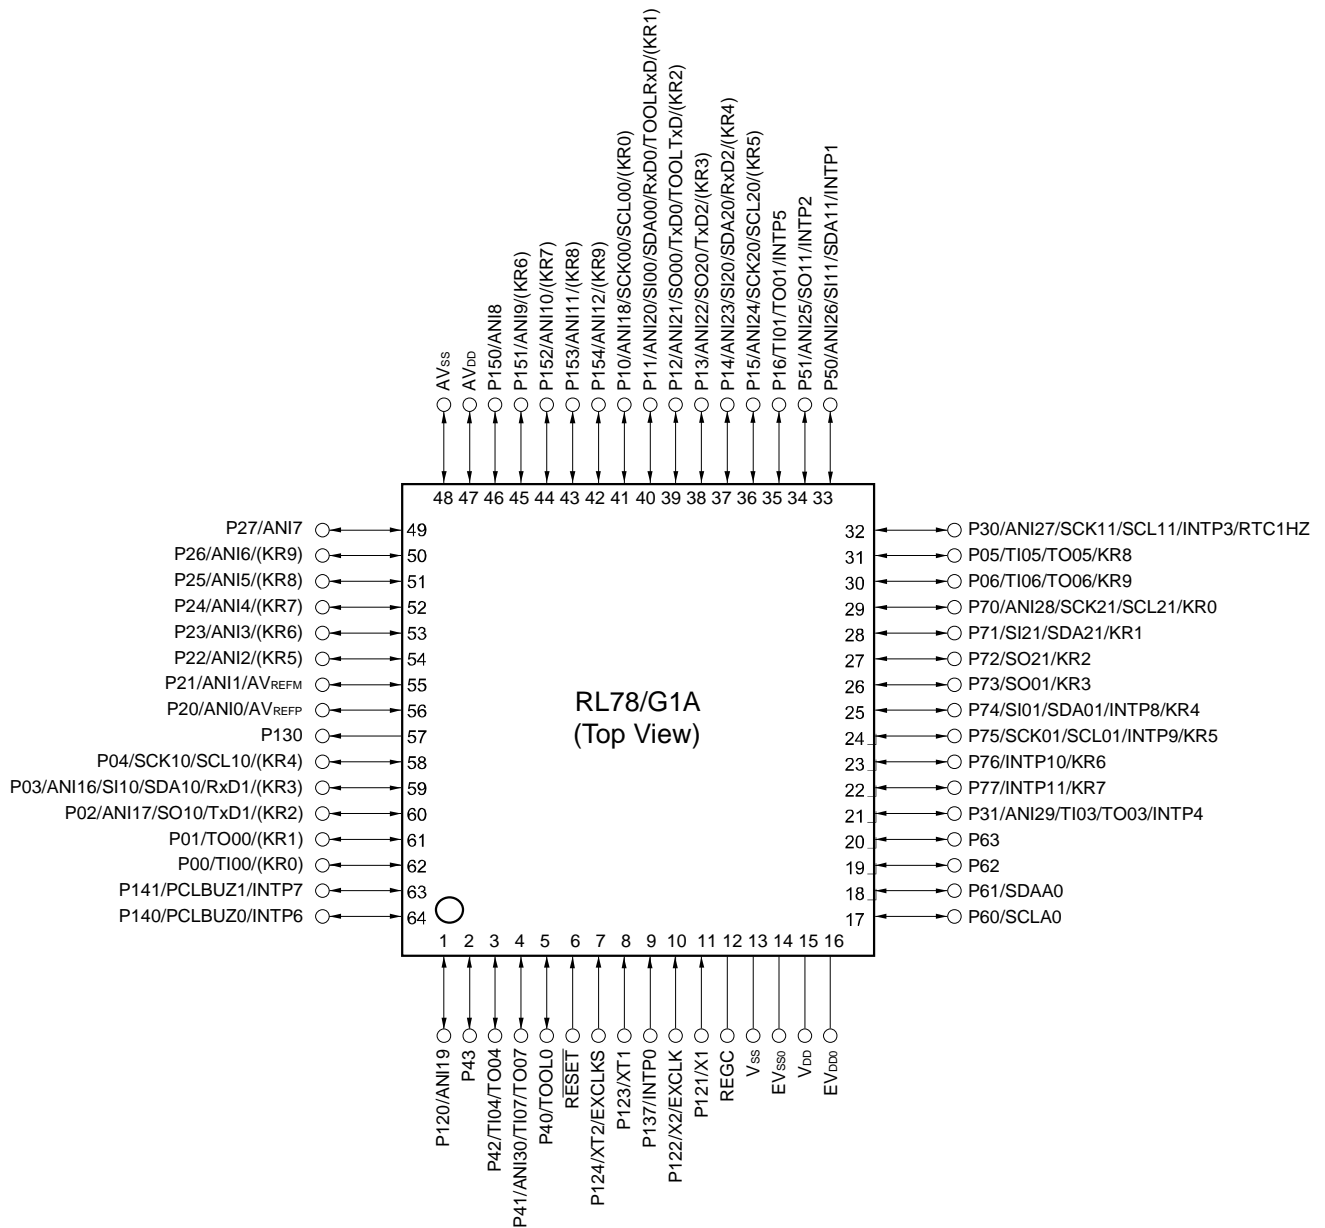 AVSS
AVDD
P150/ANI8
P151/ANI9/(KR6)
P152/ANI10/(KR7)
P153/ANI11/(KR8)
P154/ANI12/(KR9)
P10/ANI18/SCK00/SCL00/(KR0)
P11/ANI20/SI00/SDA00/RxD0/TOOLRxD/(KR1)
P12/ANI21/SO00/TxD0/TOOLTxD/(KR2)
P13/ANI22/SO20/TxD2/(KR3)
P14/ANI23/SI20/SDA20/RxD2/(KR4)
P15/ANI24/SCK20/SCL20/(KR5)
P16/TI01/TO01/INTP5
P51/ANI25/SO11/INTP2
P50/ANI26/SI11/SDA11/INTP1
48 47 46 45 44 43 42 41 40 39 38 37 36 35 34 33
P27/ANI7 49
P26/ANI6/(KR9) 50
P25/ANI5/(KR8) 51
P24/ANI4/(KR7) 52
P23/ANI3/(KR6) 53
P22/ANI2/(KR5) 54
P21/ANI1/AVREFM 55
P20/ANI0/AVREFP 56
P130 57
P04/SCK10/SCL10/(KR4) 58
P03/ANI16/SI10/SDA10/RxD1/(KR3) 59
P02/ANI17/SO10/TxD1/(KR2) 60
P01/TO00/(KR1) 61
P00/TI00/(KR0) 62
P141/PCLBUZ1/INTP7 63
P140/PCLBUZ0/INTP6 64
RL78/G1A
(Top View)
32 P30/ANI27/SCK11/SCL11/INTP3/RTC1HZ
31 P05/TI05/TO05/KR8
30 P06/TI06/TO06/KR9
29 P70/ANI28/SCK21/SCL21/KR0
28 P71/SI21/SDA21/KR1
27 P72/SO21/KR2
26 P73/SO01/KR3
25 P74/SI01/SDA01/INTP8/KR4
24 P75/SCK01/SCL01/INTP9/KR5
23 P76/INTP10/KR6
22 P77/INTP11/KR7
21 P31/ANI29/TI03/TO03/INTP4
20 P63
19 P62
18 P61/SDAA0
17 P60/SCLA0
1 2 3 4 5 6 7 8 9 10 11 12 13 14 15 16
P120/ANI19
P43
P42/TI04/TO04
P41/ANI30/TI07/TO07
P40/TOOL0
RESET
P124/XT2/EXCLKS
P123/XT1
P137/INTP0
P122/X2/EXCLK
P121/X1
REGC
VSS
EVSS0
VDD
EVDD0